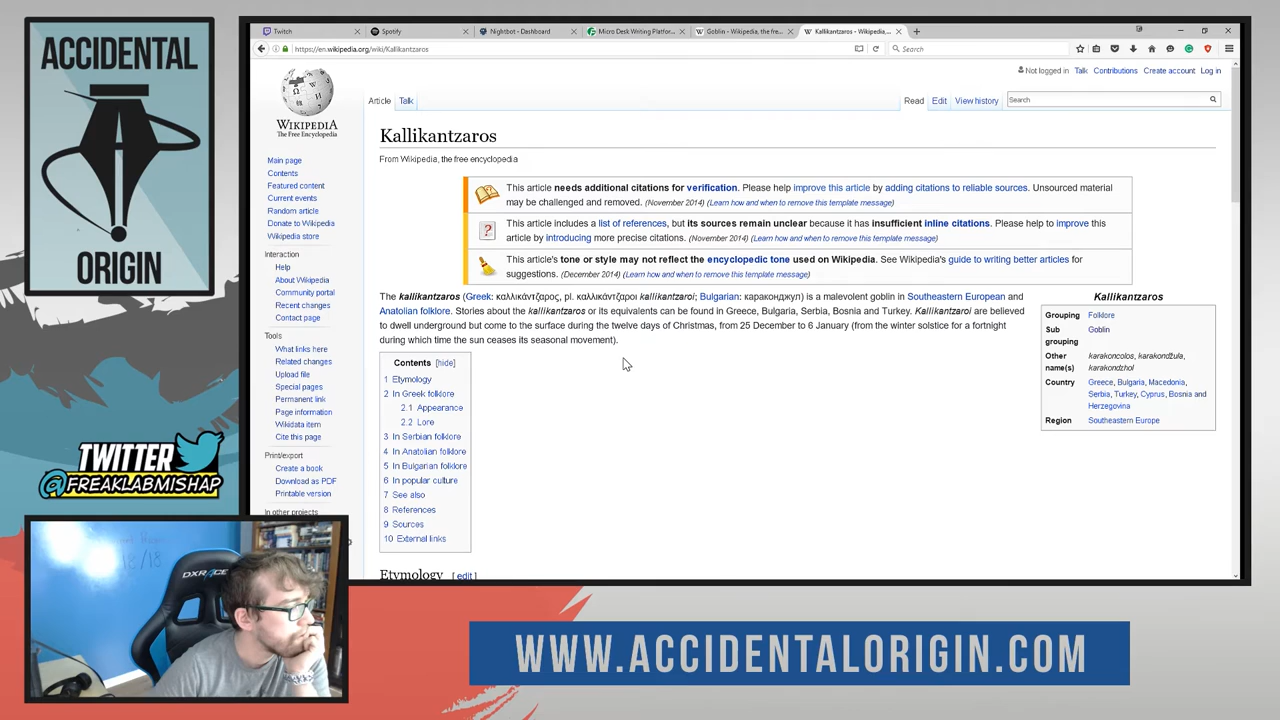 ACCIDENTAL
ORIGIN
TWITTER
@FREAKLABMISHAP
DXRACER
Twitch
Spotify
Nightbot - Dashboard
Micro Desk Writing Platfor...
Goblin - Wikipedia, the fre...
Kallikantzaros - Wikipedia,...
https://en.wikipedia.org/wiki/Kallikantzaros
Search
Not logged in Talk Contributions Create account Log in
Article Talk
Read Edit View history
Search
WIKIPEDIA
The Free Encyclopedia
Main page
Contents
Featured content
Current events
Random article
Donate to Wikipedia
Wikipedia store
Interaction
Help
About Wikipedia
Community portal
Recent changes
Contact page
Tools
What links here
Related changes
Upload file
Special pages
Permanent link
Page information
Wikidata item
Cite this page
Print/export
Create a book
Download as PDF
Printable version
In other projects
Kallikantzaros
From Wikipedia, the free encyclopedia
This article needs additional citations for verification. Please help improve this article by adding citations to reliable sources. Unsourced material
may be challenged and removed. (November 2014) (Learn how and when to remove this template message)
This article includes a list of references, but its sources remain unclear because it has insufficient inline citations. Please help to improve this
article by introducing more precise citations. (November 2014) (Learn how and when to remove this template message)
This article's tone or style may not reflect the encyclopedic tone used on Wikipedia. See Wikipedia's guide to writing better articles for
suggestions. (December 2014) (Learn how and when to remove this template message)
The kallikantzaros (Greek: καλλικάντζαρος, pl. καλλικάντζαροι kallikantzaroi; Bulgarian: караконджул) is a malevolent goblin in Southeastern European and
Anatolian folklore. Stories about the kallikantzaros or its equivalents can be found in Greece, Bulgaria, Serbia, Bosnia and Turkey. Kallikantzaroi are believed
to dwell underground but come to the surface during the twelve days of Christmas, from 25 December to 6 January (from the winter solstice for a fortnight
during which time the sun ceases its seasonal movement).
Kallikantzaros
Grouping Folklore
Sub grouping Goblin
Other name(s) karakoncolos, karakondžula, karakondzhol
Country Greece, Bulgaria, Macedonia,
Serbia, Turkey, Cyprus, Bosnia and
Herzegovina
Region Southeastern Europe
Contents [hide]
1 Etymology
2 In Greek folklore
2.1 Appearance
2.2 Lore
3 In Serbian folklore
4 In Anatolian folklore
5 In Bulgarian folklore
6 In popular culture
7 See also
8 References
9 Sources
10 External links
Etymology [edit]
WWW.ACCIDENTALORIGIN.COM